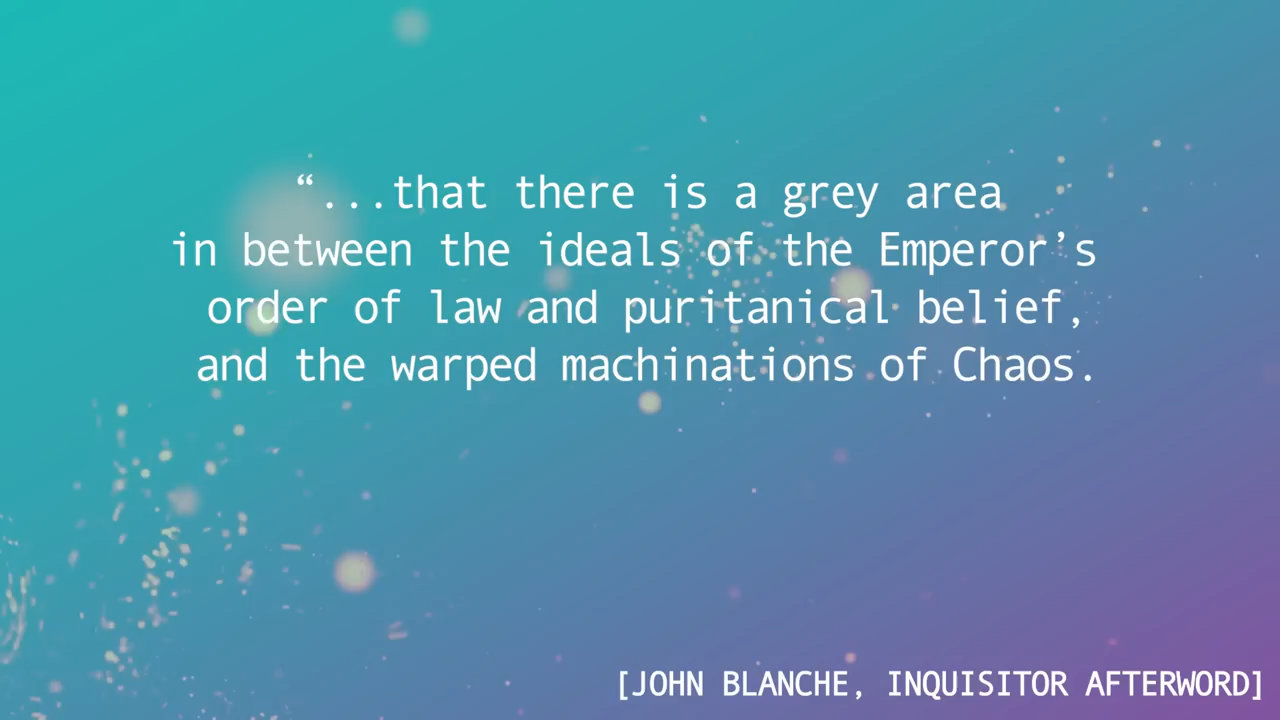 “...that there is a grey area
in between the ideals of the Emperor’s
order of law and puritanical belief,
and the warped machinations of Chaos.
[JOHN BLANCHE, INQUISITOR AFTERWORD]